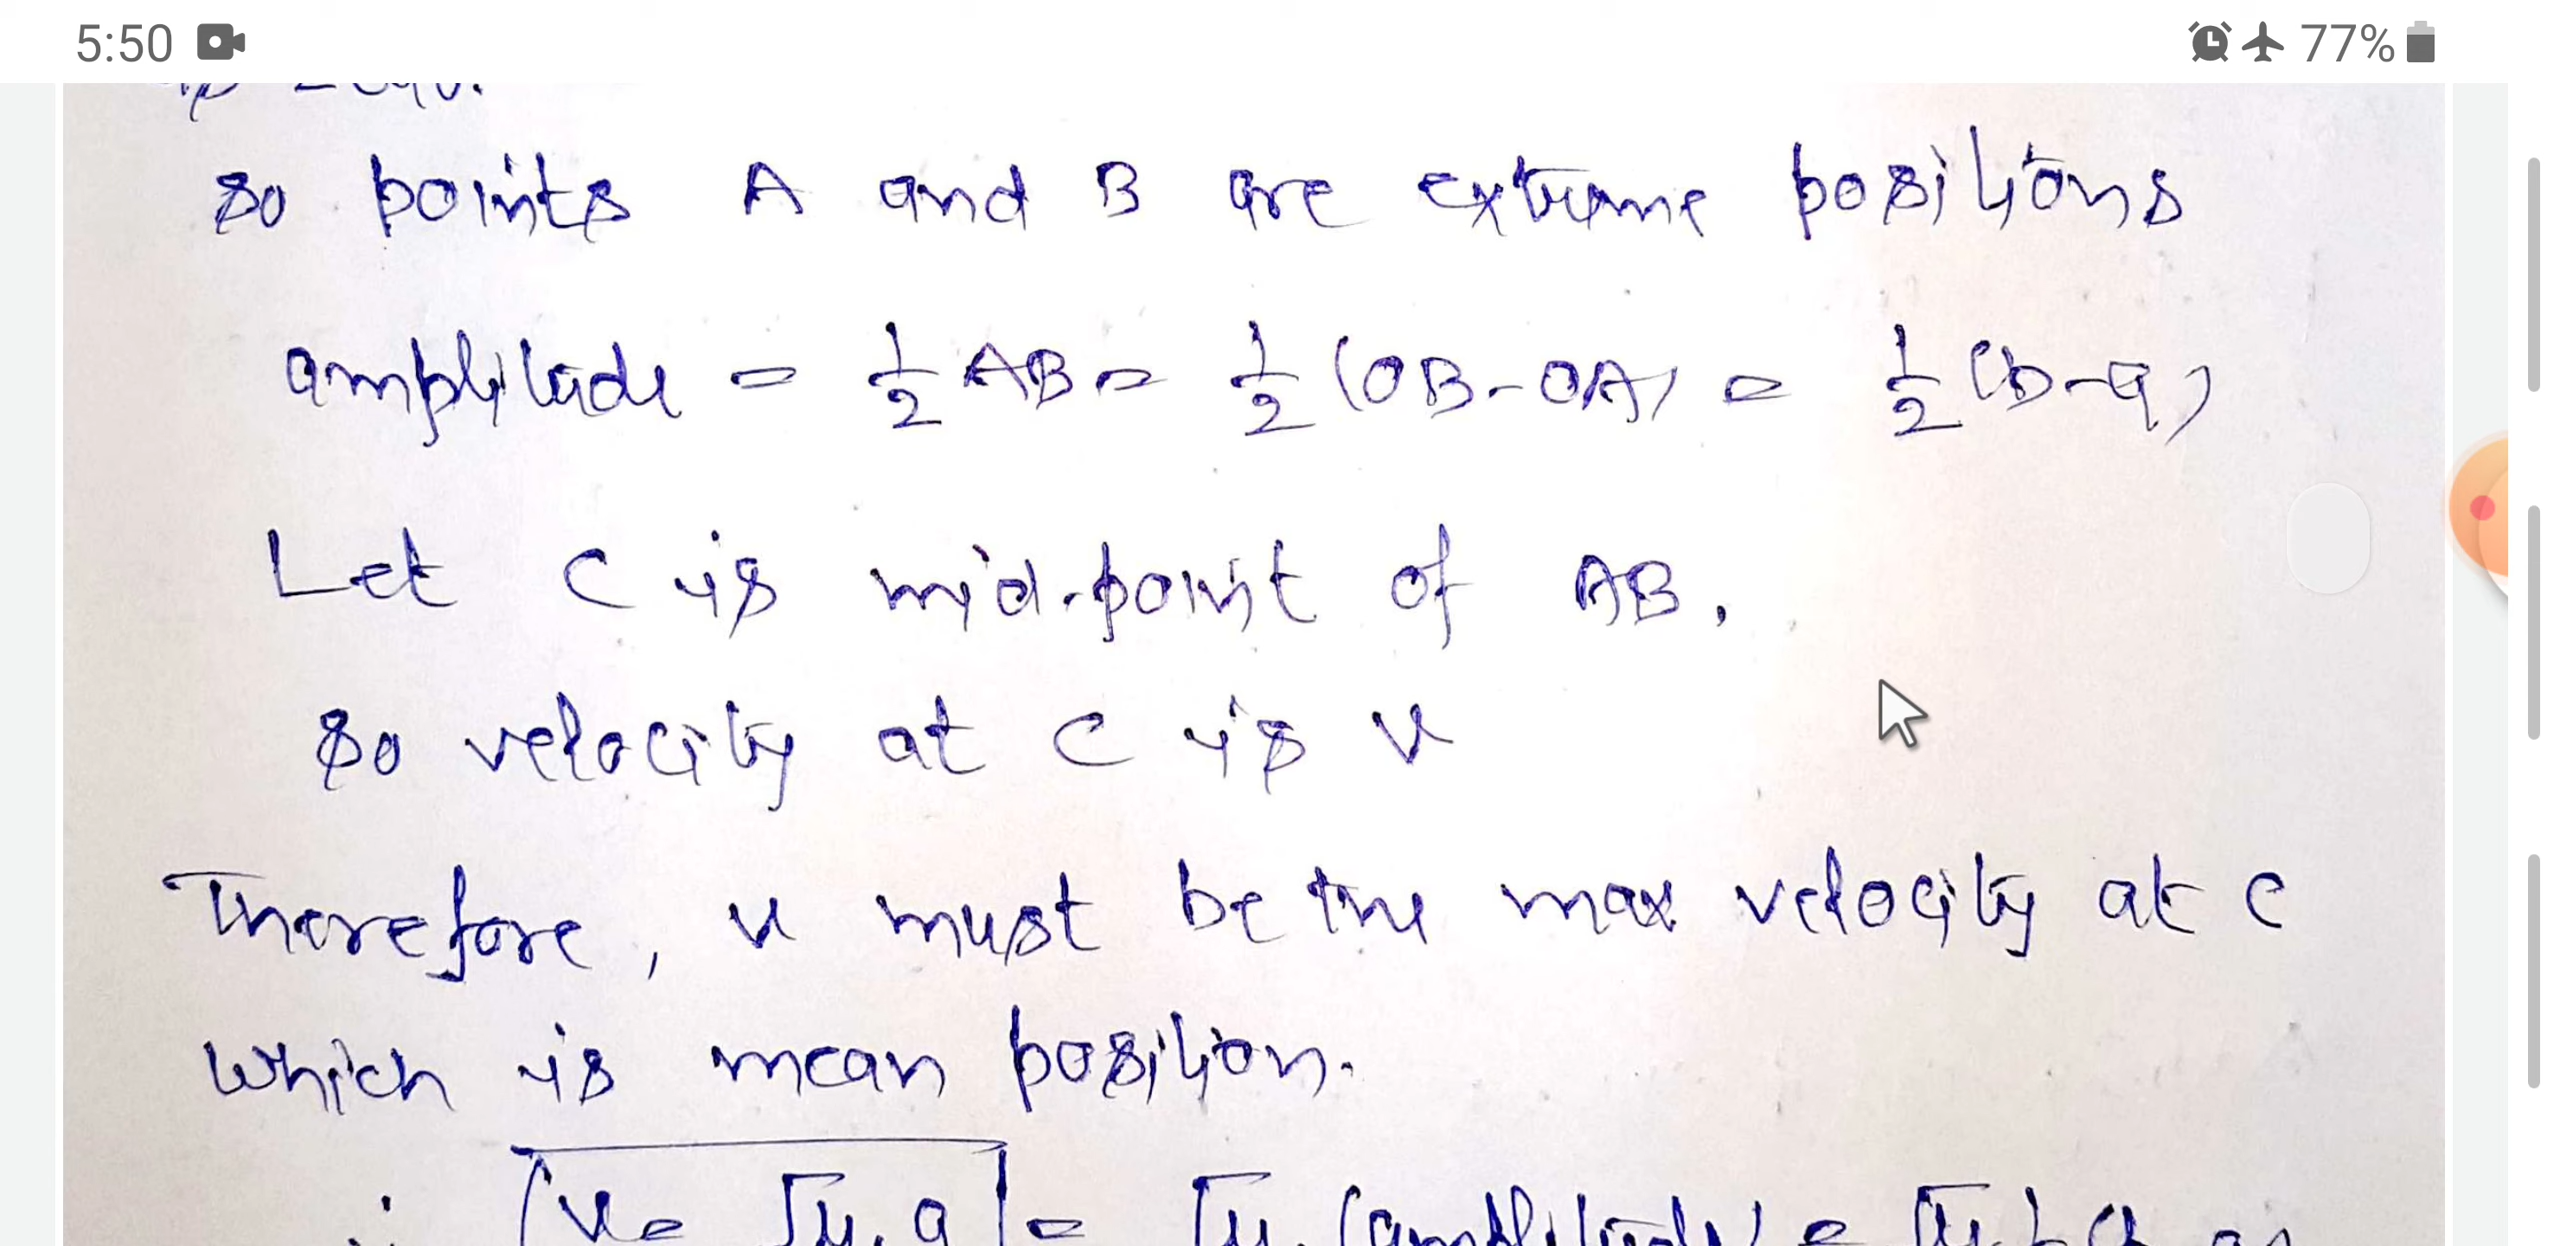 5:50 77%
so points A and B are extreme positions
amplitude = 1/2 AB = 1/2 (OB-OA) = 1/2 (b-a)
Let C is mid-point of AB.
so velocity at C is v
Therefore, v must be the max velocity at C
which is mean position.
v = √μ. a = √μ (amplitude) =